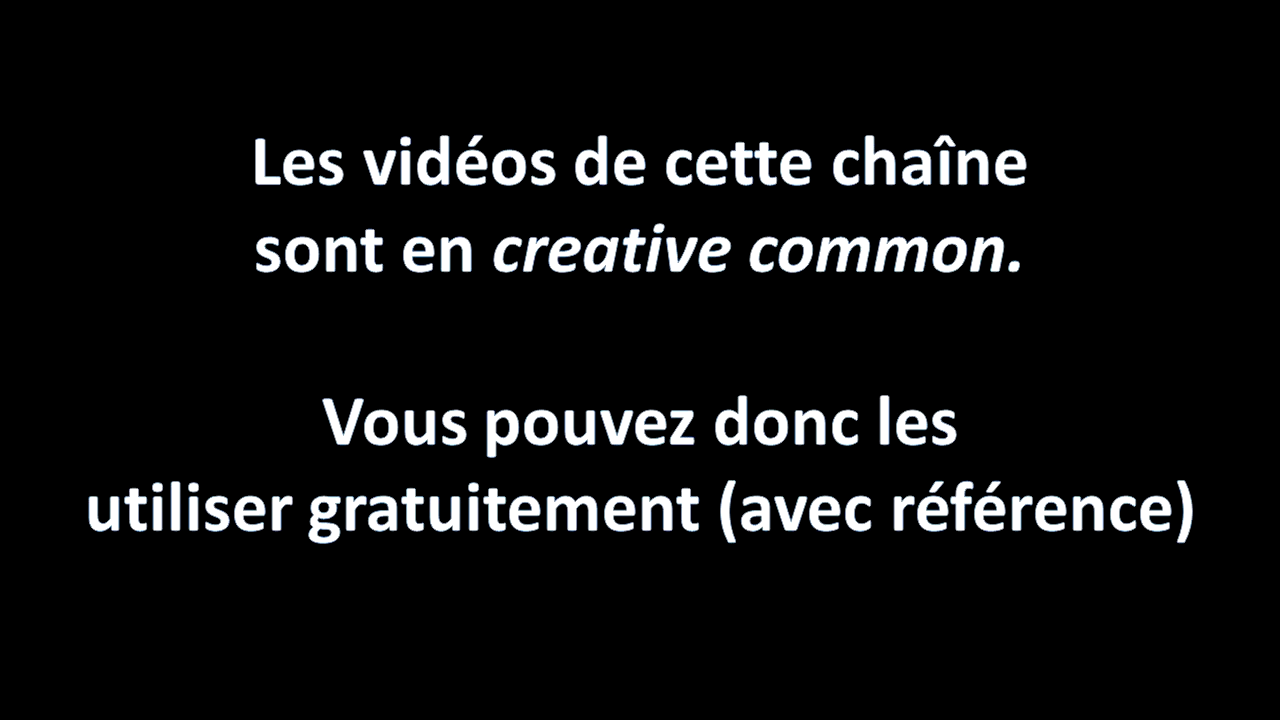 Les vidéos de cette chaîne
sont en creative common.
Vous pouvez donc les
utiliser gratuitement (avec référence)